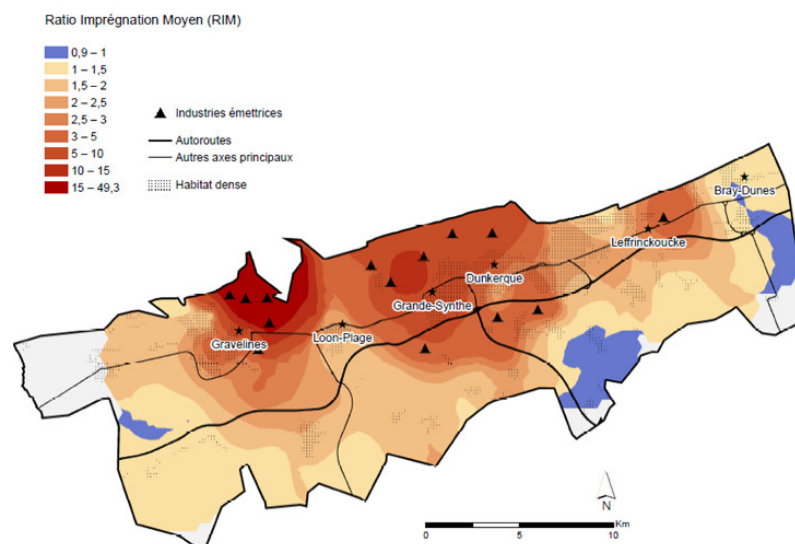 Ratio Imprégnation Moyen (RIM)
0,9 – 1
1 – 1,5
1,5 – 2
2 – 2,5
2,5 – 3
3 – 5
5 – 10
10 – 15
15 – 49,3
Industries émettrices
Autoroutes
Autres axes principaux
Habitat dense
Bray-Dunes
Leffrinckoucke
Dunkerque
Grande-Synthe
Loon-Plage
Gravelines
N
Km
0 5 10